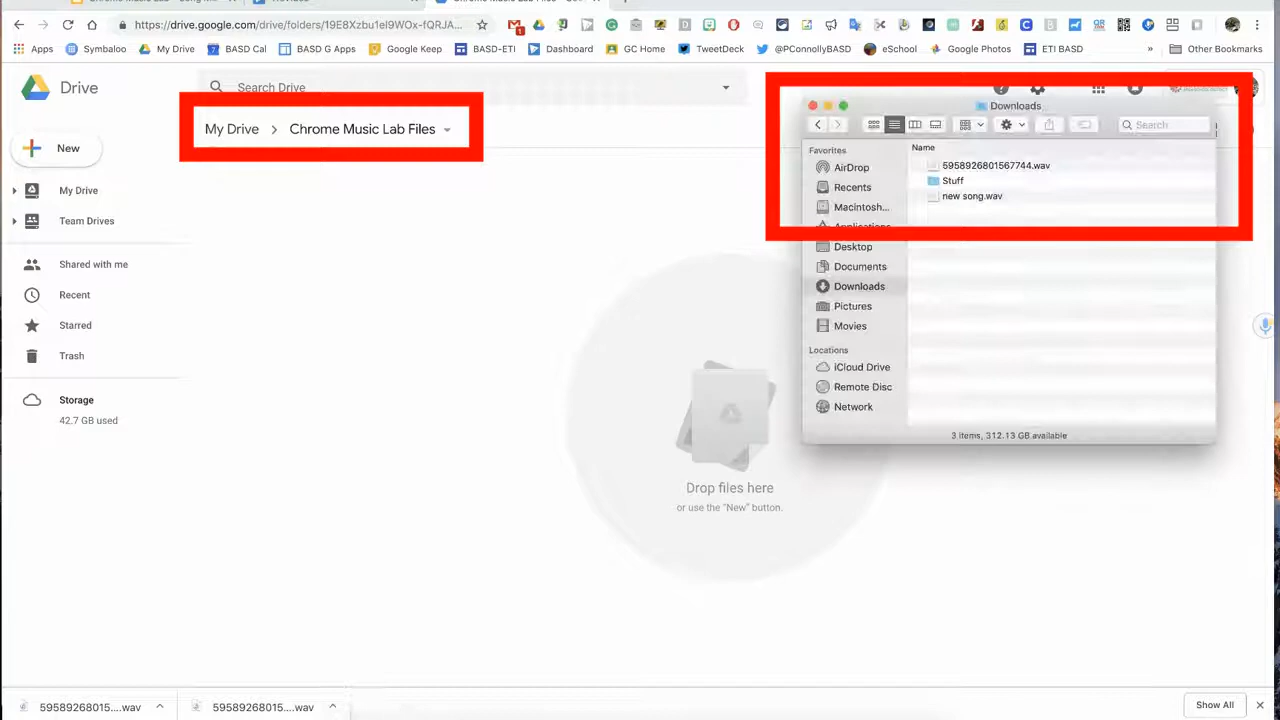 https://drive.google.com/drive/folders/19E8Xzbu1eI9WOx-fQRJA...
1
Apps
Symbaloo
My Drive
BASD Cal
BASD G Apps
Google Keep
BASD-ETI
Dashboard
GC Home
TweetDeck
@PConnollyBASD
eSchool
Google Photos
ETI BASD
»
Other Bookmarks
Drive
Search Drive
My Drive > Chrome Music Lab Files
New
My Drive
Team Drives
Shared with me
Recent
Starred
Trash
Storage
42.7 GB used
Drop files here
or use the "New" button.
Downloads
Search
Favorites
AirDrop
Recents
Macintosh...
Applications
Desktop
Documents
Downloads
Pictures
Movies
Locations
iCloud Drive
Remote Disc
Network
Name
5958926801567744.wav
Stuff
new song.wav
3 items, 312.13 GB available
59589268015....wav
59589268015....wav
Show All